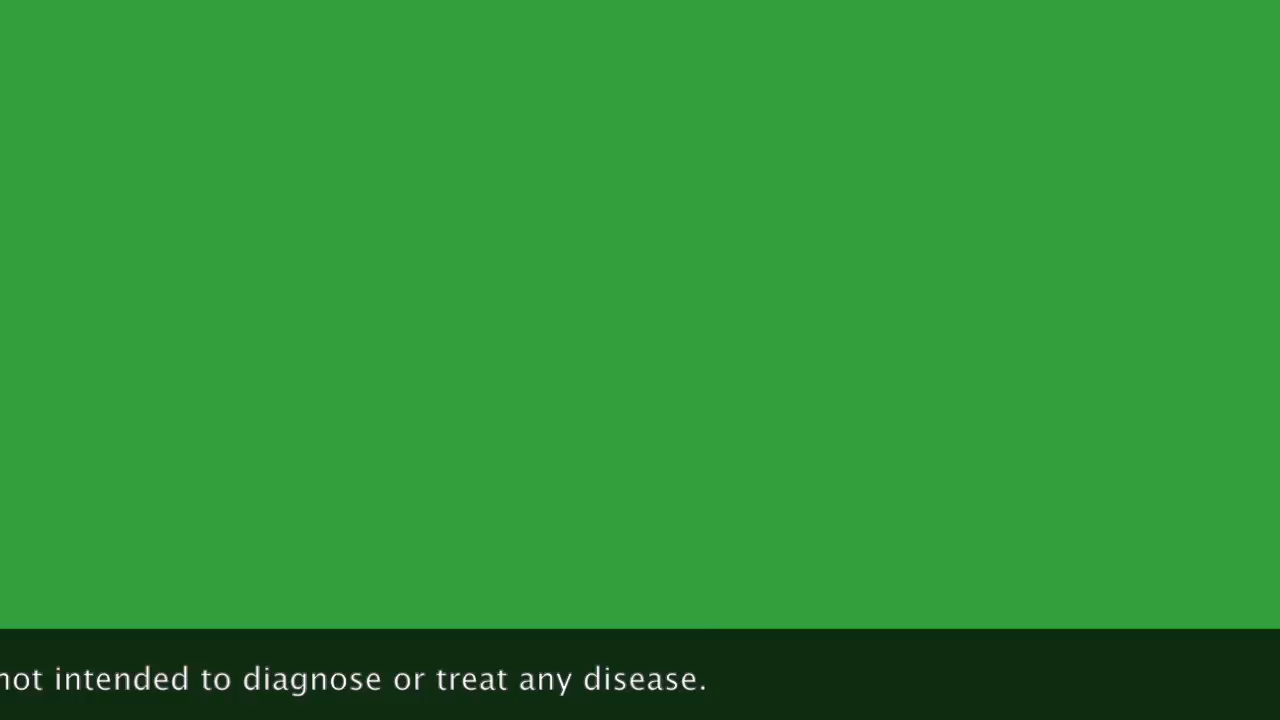 not intended to diagnose or treat any disease.